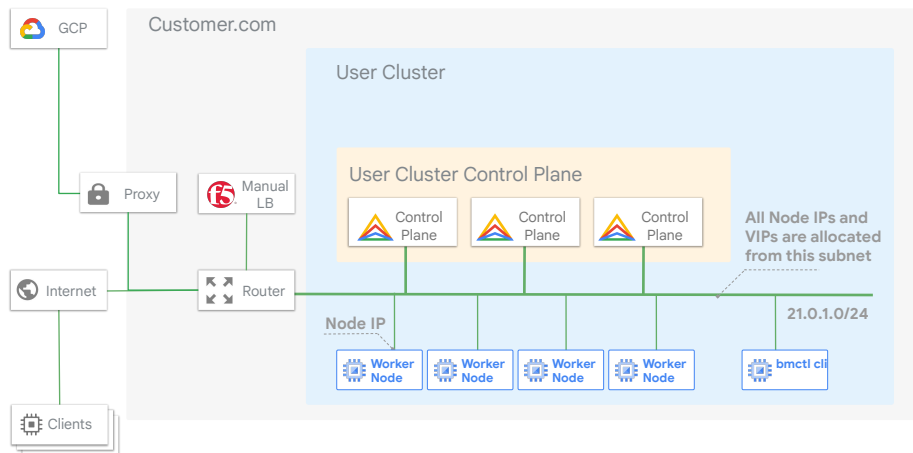 GCP
Customer.com
User Cluster
User Cluster Control Plane
Proxy
f5
Manual
LB
Control
Plane
Control
Plane
Control
Plane
All Node IPs and
VIPs are allocated
from this subnet
Internet
Router
21.0.1.0/24
Node IP
Worker
Node
Worker
Node
Worker
Node
Worker
Node
bmctl cli
Clients